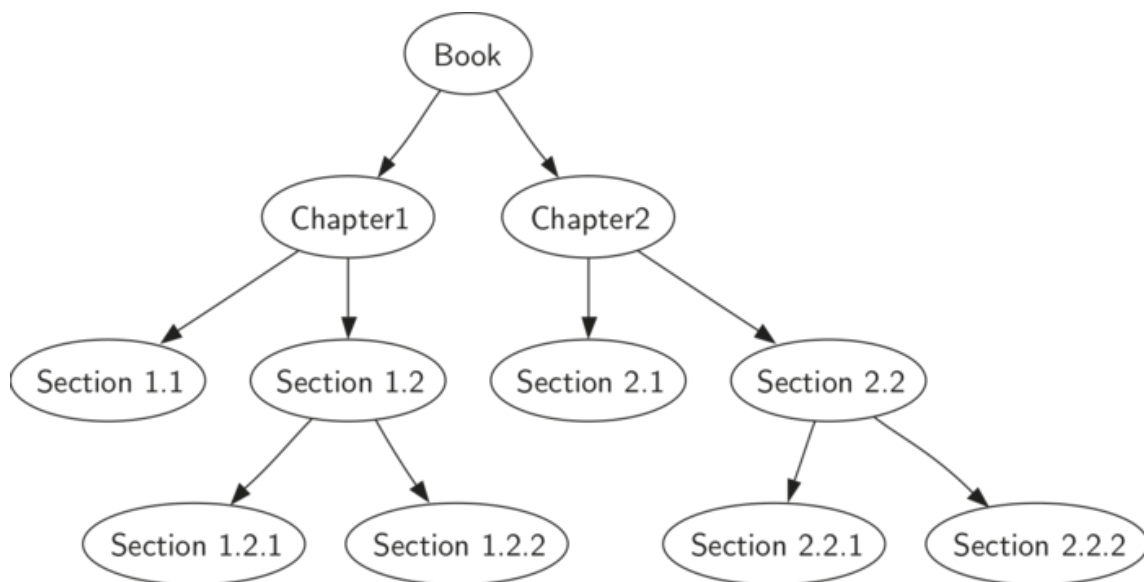 Book
Chapter1
Chapter2
Section 1.1
Section 1.2
Section 2.1
Section 2.2
Section 1.2.1
Section 1.2.2
Section 2.2.1
Section 2.2.2